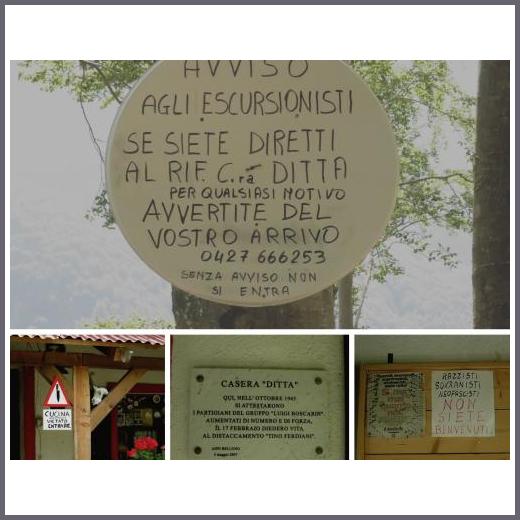 AVVISO
AGLI ESCURSIONISTI
SE SIETE DIRETTI
AL RIF. C.ra DITTA
PER QUALSIASI MOTIVO
AVVERTITE DEL
VOSTRO ARRIVO
0427 666253
SENZA AVVISO NON
SI ENTRA
CUCINA
VIETATO
ENTRARE
CASERA "DITTA"
QUI, NELL' OTTOBRE 1943
SI ATTESTARONO
I PARTIGIANI DEL GRUPPO "LUIGI BOSCARIN".
AUMENTATI DI NUMERO E DI FORZA,
IL 17 FEBBRAIO DIEDERO VITA
AL DISTACCAMENTO "TINO FERDIANI".
ANPI BELLUNO
RAZZISTI
SOVRANISTI
NEOFASCISTI
NON
SIETE
BENVENUTI